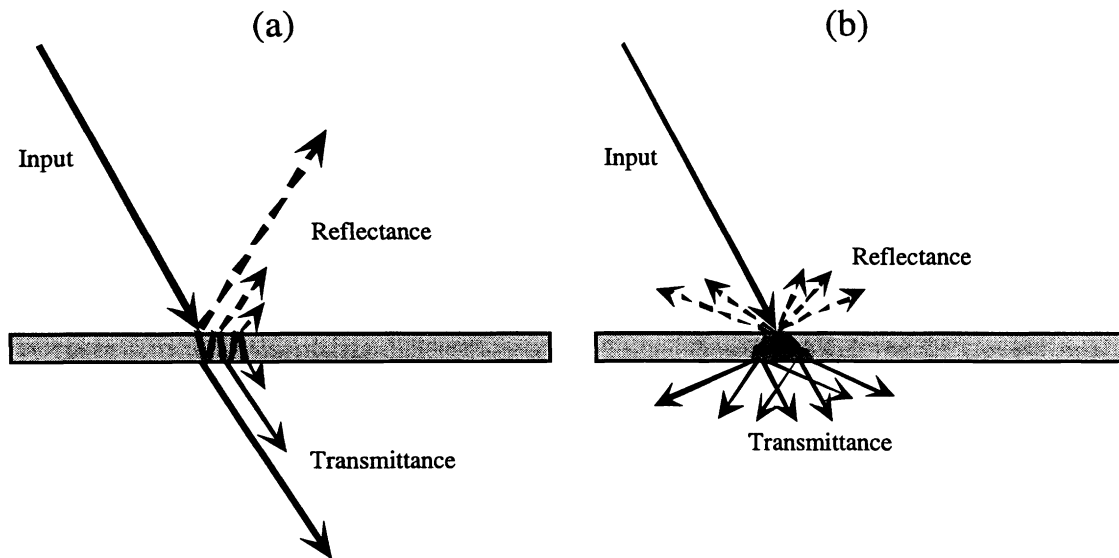 (a)
Input
Reflectance
Transmittance
(b)
Input
Reflectance
Transmittance